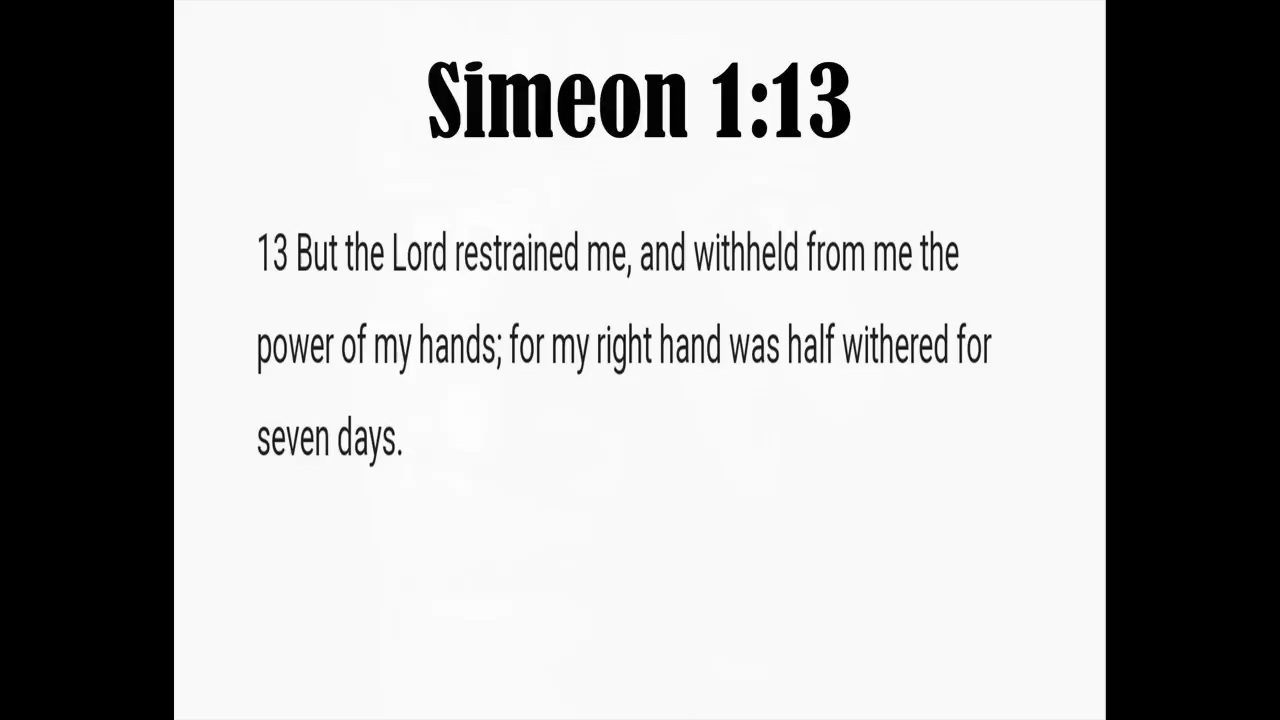 Simeon 1:13
13 But the Lord restrained me, and withheld from me the
power of my hands; for my right hand was half withered for
seven days.